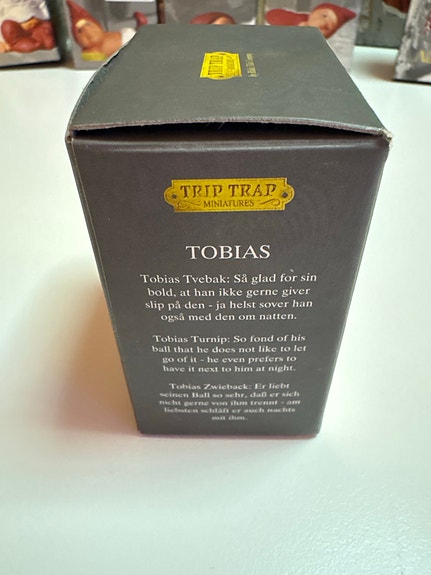 TRIP TRAP
MINIATURES
TRIP TRAP
MINIATURES
TOBIAS
Tobias Tvebak: Så glad for sin
bold, at han ikke gerne giver
slip på den - ja helst sover han
også med den om natten.
Tobias Turnip: So fond of his
ball that he does not like to let
go of it - he even prefers to
have it next to him at night.
Tobias Zwieback: Er liebt
seinen Ball so sehr, daß er sich
nicht gerne von ihm trennt - am
liebsten schläft er auch nachts
mit ihm.